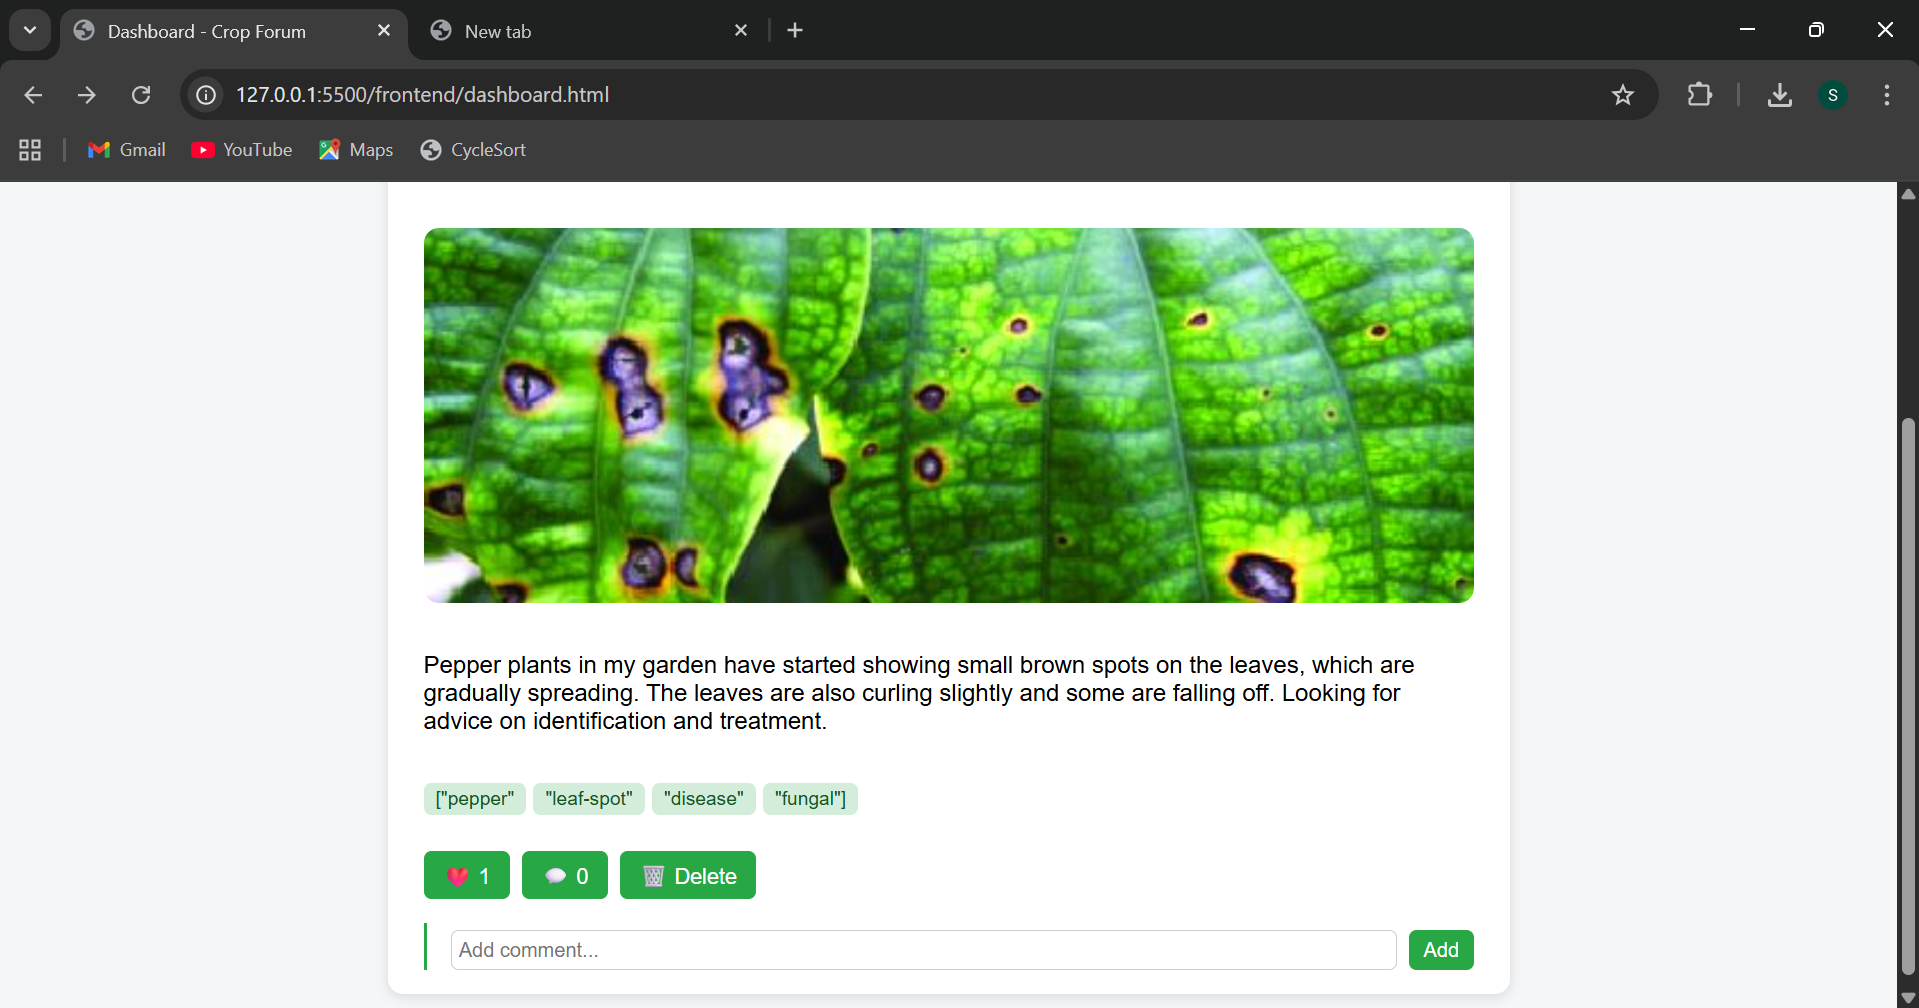 Dashboard - Crop Forum
New tab
127.0.0.1:5500/frontend/dashboard.html
S
Gmail
YouTube
Maps
CycleSort
Pepper plants in my garden have started showing small brown spots on the leaves, which are
gradually spreading. The leaves are also curling slightly and some are falling off. Looking for
advice on identification and treatment.
["pepper" "leaf-spot" "disease" "fungal"]
1 0 Delete
Add comment... Add